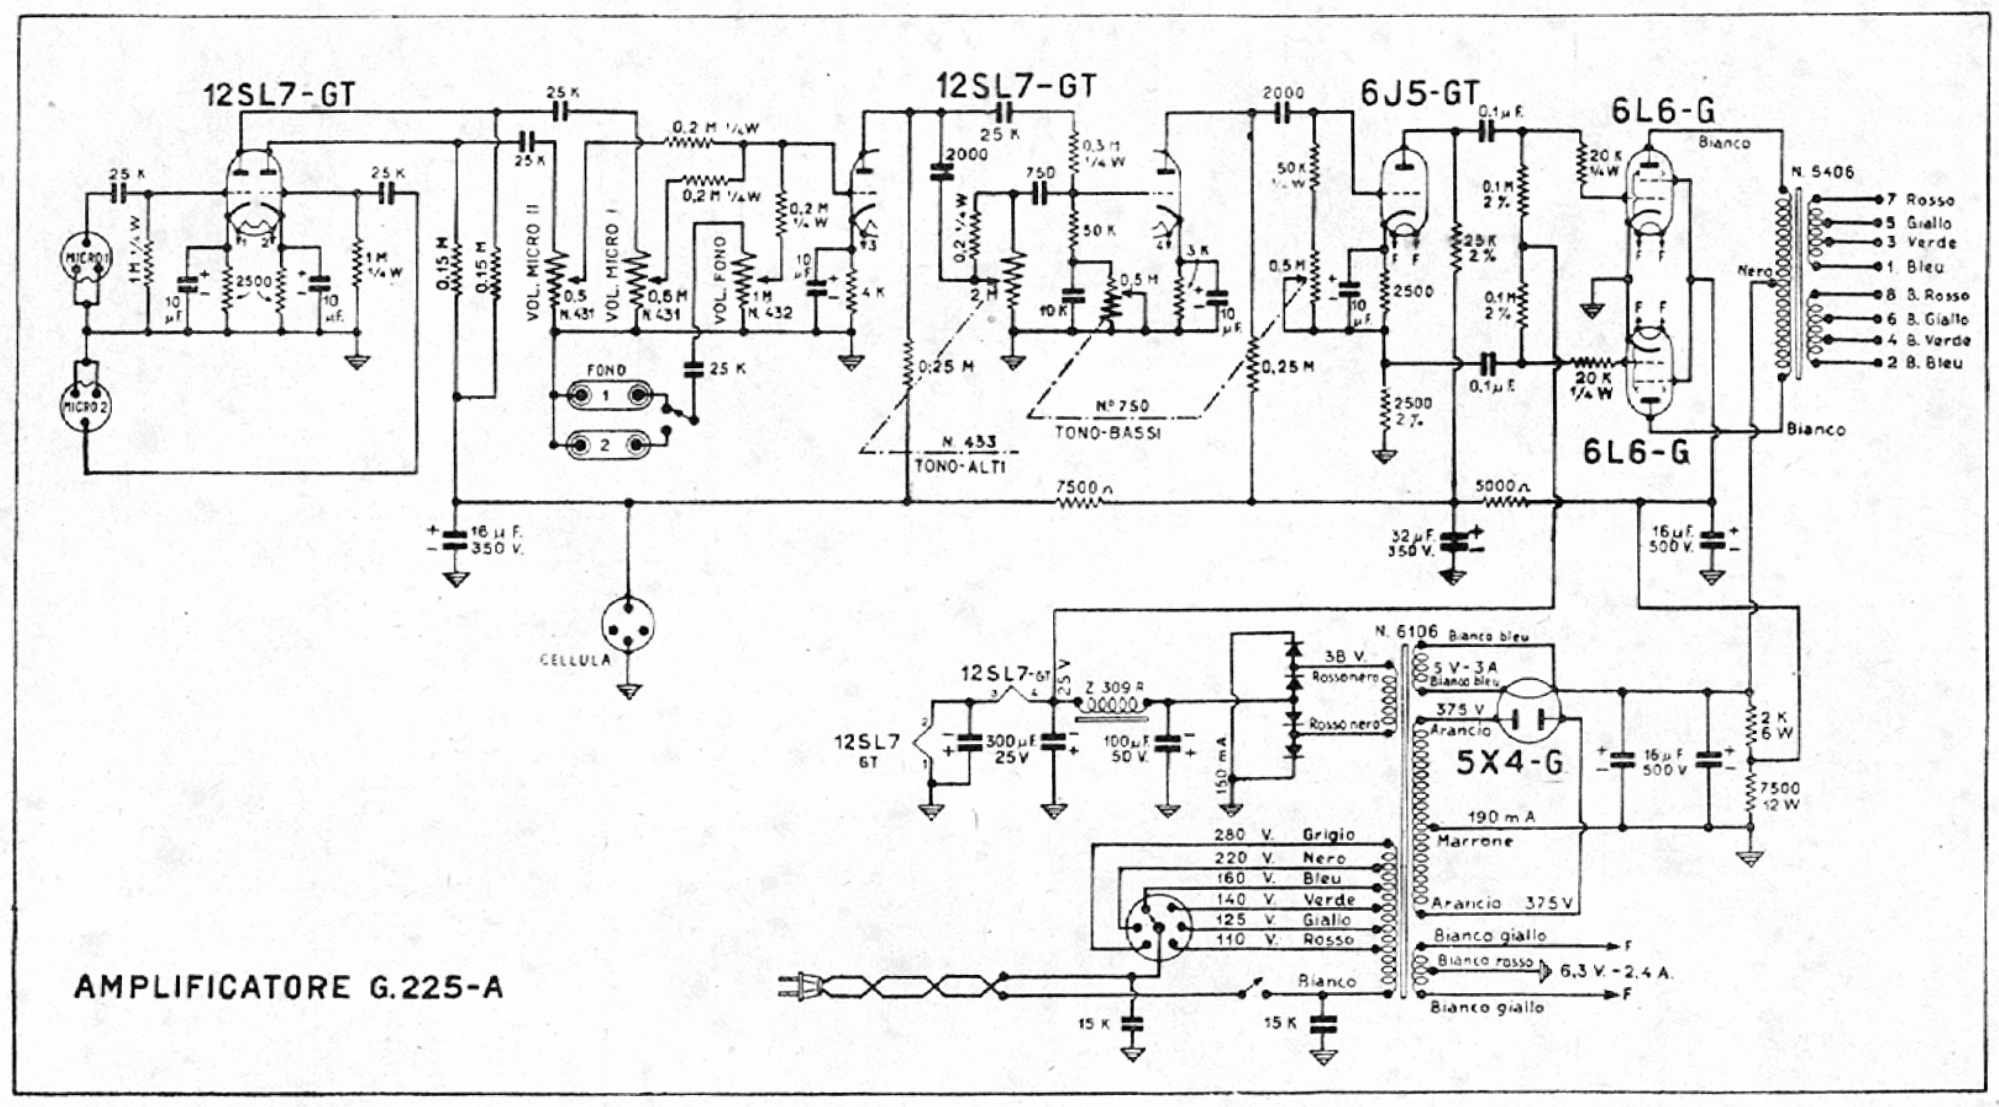 12SL7-GT
25 K
MICRO 1
1M ¼ W
10 µF.
1
2
2500
10 µF.
1 M ¼ W
25 K
MICRO 2
0.15 M
0.15 M
25 K
25 K
VOL. MICRO II
0,5
N.431
VOL. MICRO I
N.431
VOL. FONO
1M
N. 432
0,2 M ¼W
0,2 M ¼W
0,2 M ¼ W
10 µF.
3
4 K
FONO
1
2
25 K
12SL7-GT
25 K
2000
0,2 ¼ W
2 M
750
0,3 M ¼ W
50 K
10 K
0,5 M
4
3 K
10 µF.
0,25 M
N. 433
TONO-ALTI
N.° 750
TONO-BASSI
0,25 M
2000
50 K
0.5 M
6J5-GT
10 µF.
F F
2500
2500
2 %
25 K
2 %
0.1 µF.
0.1 M
2 %
0.1 M
2 %
0.1 µF.
20 K
¼ W
20 K
¼ W
6L6-G
F F
F F
6L6-G
Bianco
Nero
Bianco
N. 5406
7 Rosso
5 Giallo
3 Verde
1. Bleu
8 B. Rosso
6 B. Giallo
4 B. Verde
2 B. Bleu
7500 Ω
5000 Ω
+
-
16 µ F.
350 V.
CELLULA
32 µF.
350 V.
+
-
16 µF.
500 V.
+
-
12SL7-GT
3
4
25 V
Z 309 R
12SL7
GT
2
1
-
+
300 µF.
25 V
-
+
100 µF.
50 V.
-
+
150 mA
38 V.
Rosso nero
Rosso nero
N. 6106
Bianco bleu
5 V - 3 A
Bianco bleu
375 V
Arancio
5X4-G
+
-
16 µ F
500 V
+
-
2 K
6 W
7500
12 W
190 m A
Marrone
Arancio 375 V
Bianco giallo
F
Bianco rosso
6,3 V. - 2,4 A.
F
Bianco giallo
280 V. Grigio
220 V. Nero
160 V. Bleu
140 V. Verde
125 V. Giallo
110 V. Rosso
Bianco
15 K
15 K
AMPLIFICATORE G.225-A